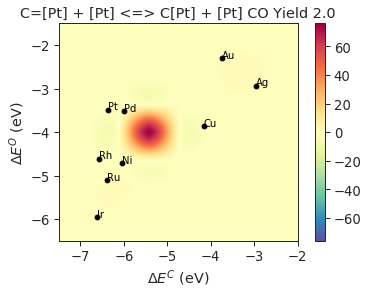 C=[Pt] + [Pt] <=> C[Pt] + [Pt] CO Yield 2.0
−2
−3
−4
−5
−6
ΔE^O (eV)
Au
Ag
Pt
Pd
Cu
Rh
Ni
Ru
Ir
−7
−6
−5
−4
−3
−2
ΔE^C (eV)
60
40
20
0
−20
−40
−60